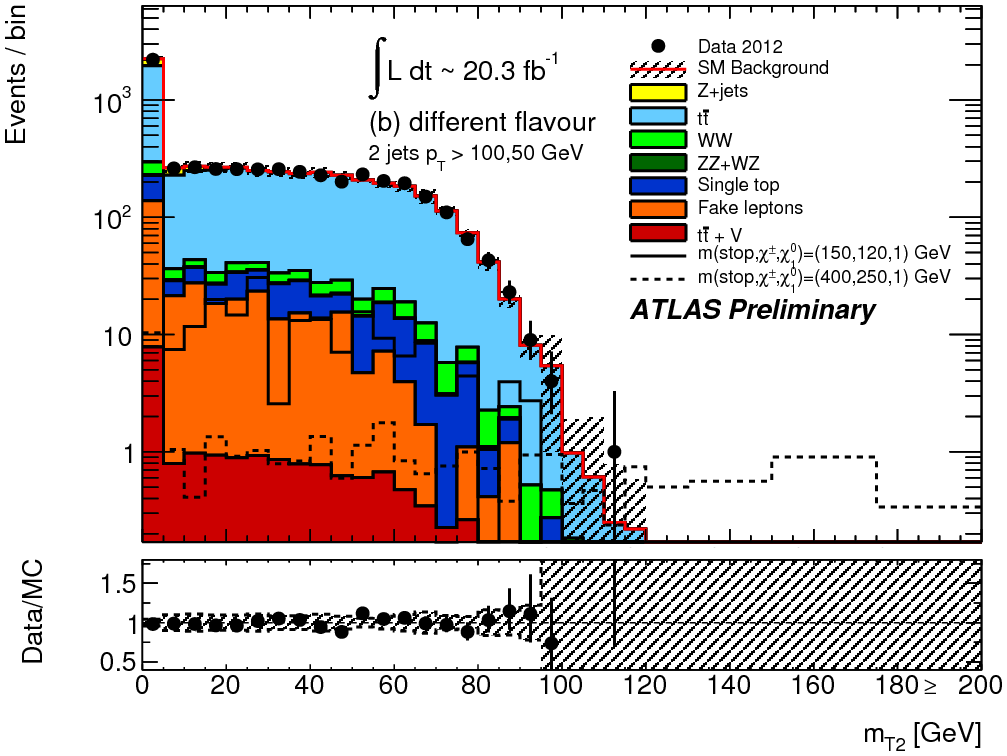 Events / bin
10³
10²
10
1
∫ L dt ~ 20.3 fb⁻¹
(b) different flavour
2 jets p_T > 100,50 GeV
Data 2012
SM Background
Z+jets
tt̄
WW
ZZ+WZ
Single top
Fake leptons
tt̄ + V
m(stop,χ±,χ⁰₁)=(150,120,1) GeV
m(stop,χ±,χ⁰₁)=(400,250,1) GeV
ATLAS Preliminary
Data/MC
1.5
1
0.5
0 20 40 60 80 100 120 140 160 180 ≥ 200
m_T2 [GeV]